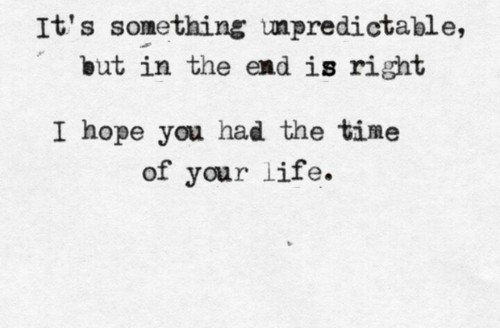 It's something unpredictable,
but in the end is right
I hope you had the time
of your life.